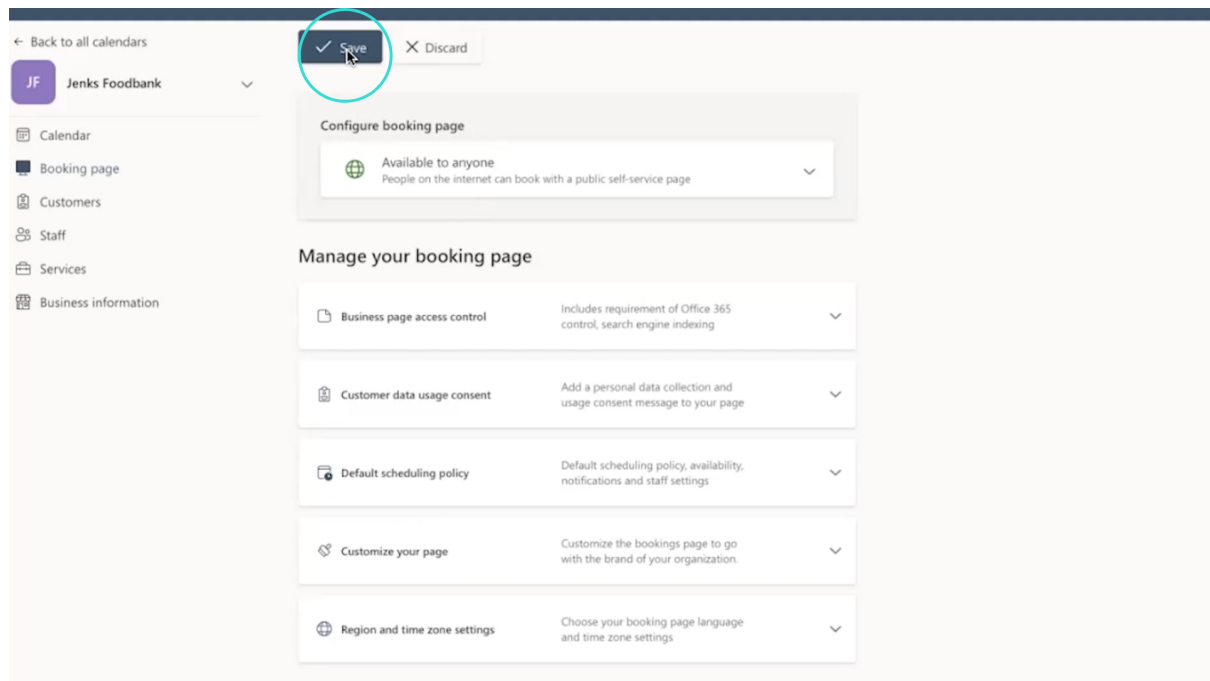 ← Back to all calendars
JF
Jenks Foodbank
Calendar
Booking page
Customers
Staff
Services
Business information
Save
Discard
Configure booking page
Available to anyone
People on the internet can book with a public self-service page
Manage your booking page
Business page access control
Includes requirement of Office 365
control, search engine indexing
Customer data usage consent
Add a personal data collection and
usage consent message to your page
Default scheduling policy
Default scheduling policy, availability,
notifications and staff settings
Customize your page
Customize the bookings page to go
with the brand of your organization.
Region and time zone settings
Choose your booking page language
and time zone settings